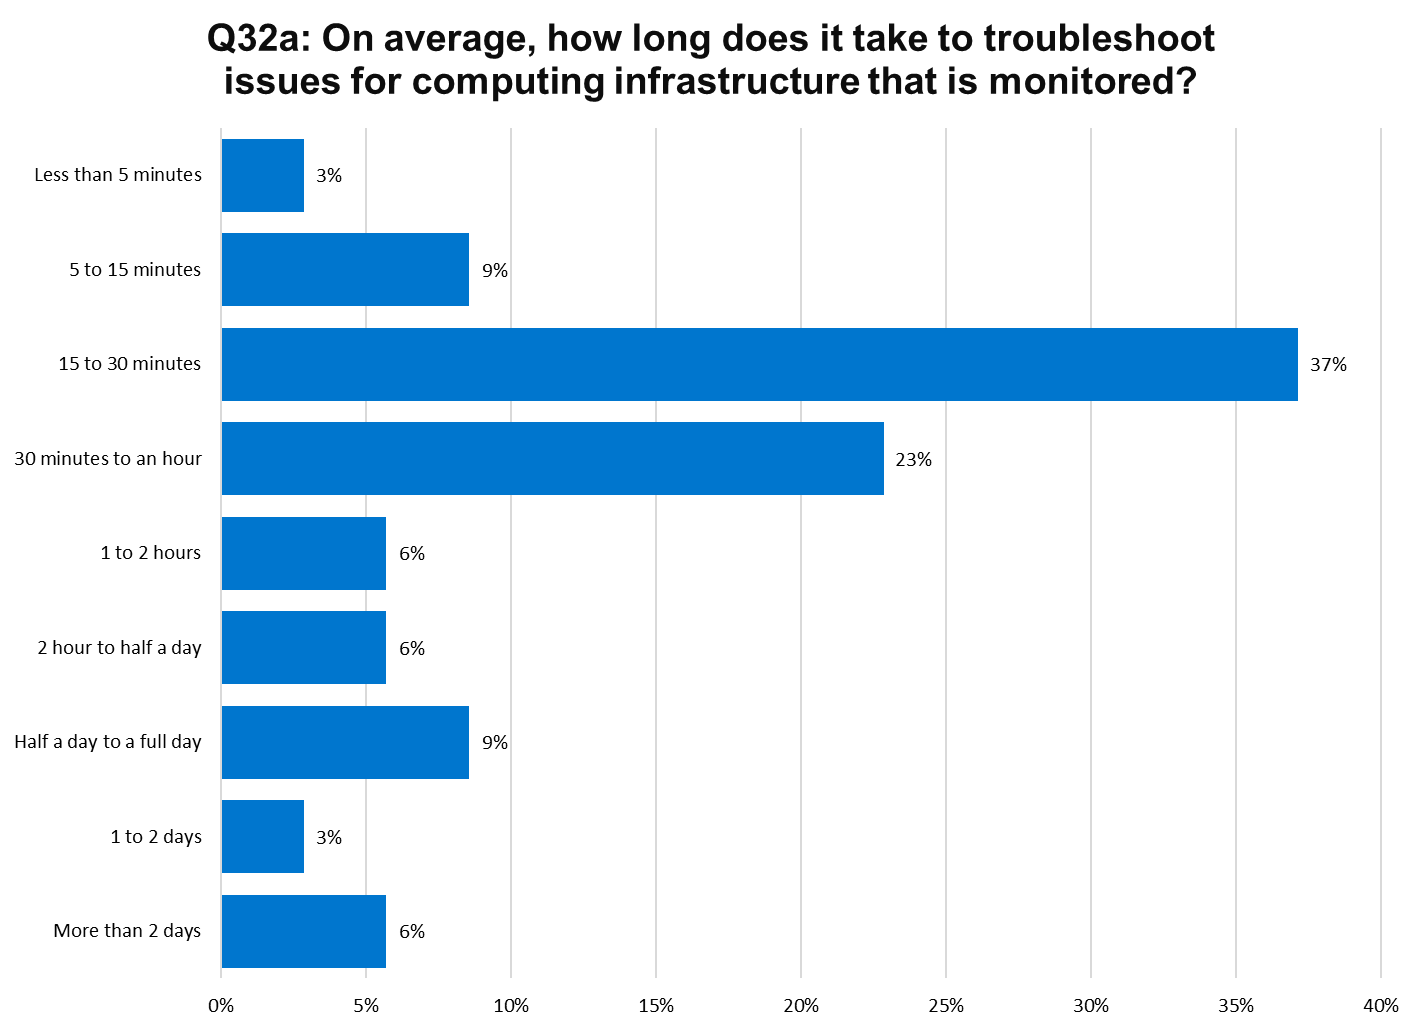 Q32a: On average, how long does it take to troubleshoot
issues for computing infrastructure that is monitored?
Less than 5 minutes
3%
5 to 15 minutes
9%
15 to 30 minutes
37%
30 minutes to an hour
23%
1 to 2 hours
6%
2 hour to half a day
6%
Half a day to a full day
9%
1 to 2 days
3%
More than 2 days
6%
0% 5% 10% 15% 20% 25% 30% 35% 40%